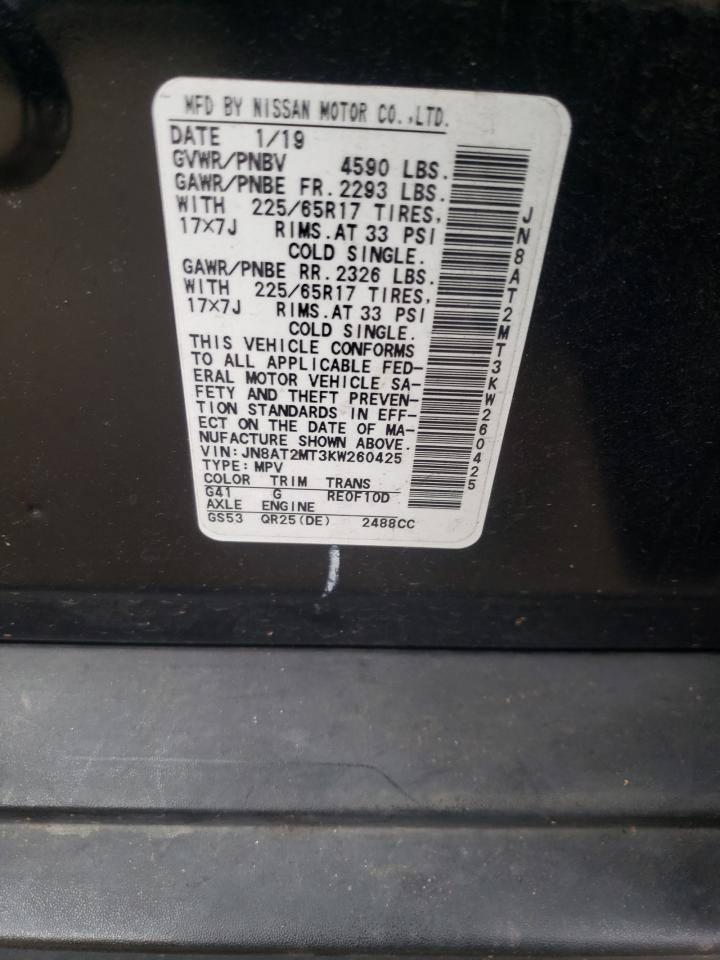 MFD BY NISSAN MOTOR CO.,LTD.
DATE 1/19
GVWR/PNBV 4590 LBS.
GAWR/PNBE FR. 2293 LBS.
WITH 225/65R17 TIRES,
17×7J RIMS.AT 33 PSI
COLD SINGLE.
GAWR/PNBE RR. 2326 LBS.
WITH 225/65R17 TIRES,
17×7J RIMS.AT 33 PSI
COLD SINGLE.
THIS VEHICLE CONFORMS
TO ALL APPLICABLE FED-
ERAL MOTOR VEHICLE SA-
FETY AND THEFT PREVEN-
TION STANDARDS IN EFF-
ECT ON THE DATE OF MA-
NUFACTURE SHOWN ABOVE.
VIN:JN8AT2MT3KW260425
TYPE:MPV
COLOR TRIM TRANS
G41 G RE0F10D
AXLE ENGINE
GS53 QR25(DE) 2488CC
JN8AT2MT3KW260425